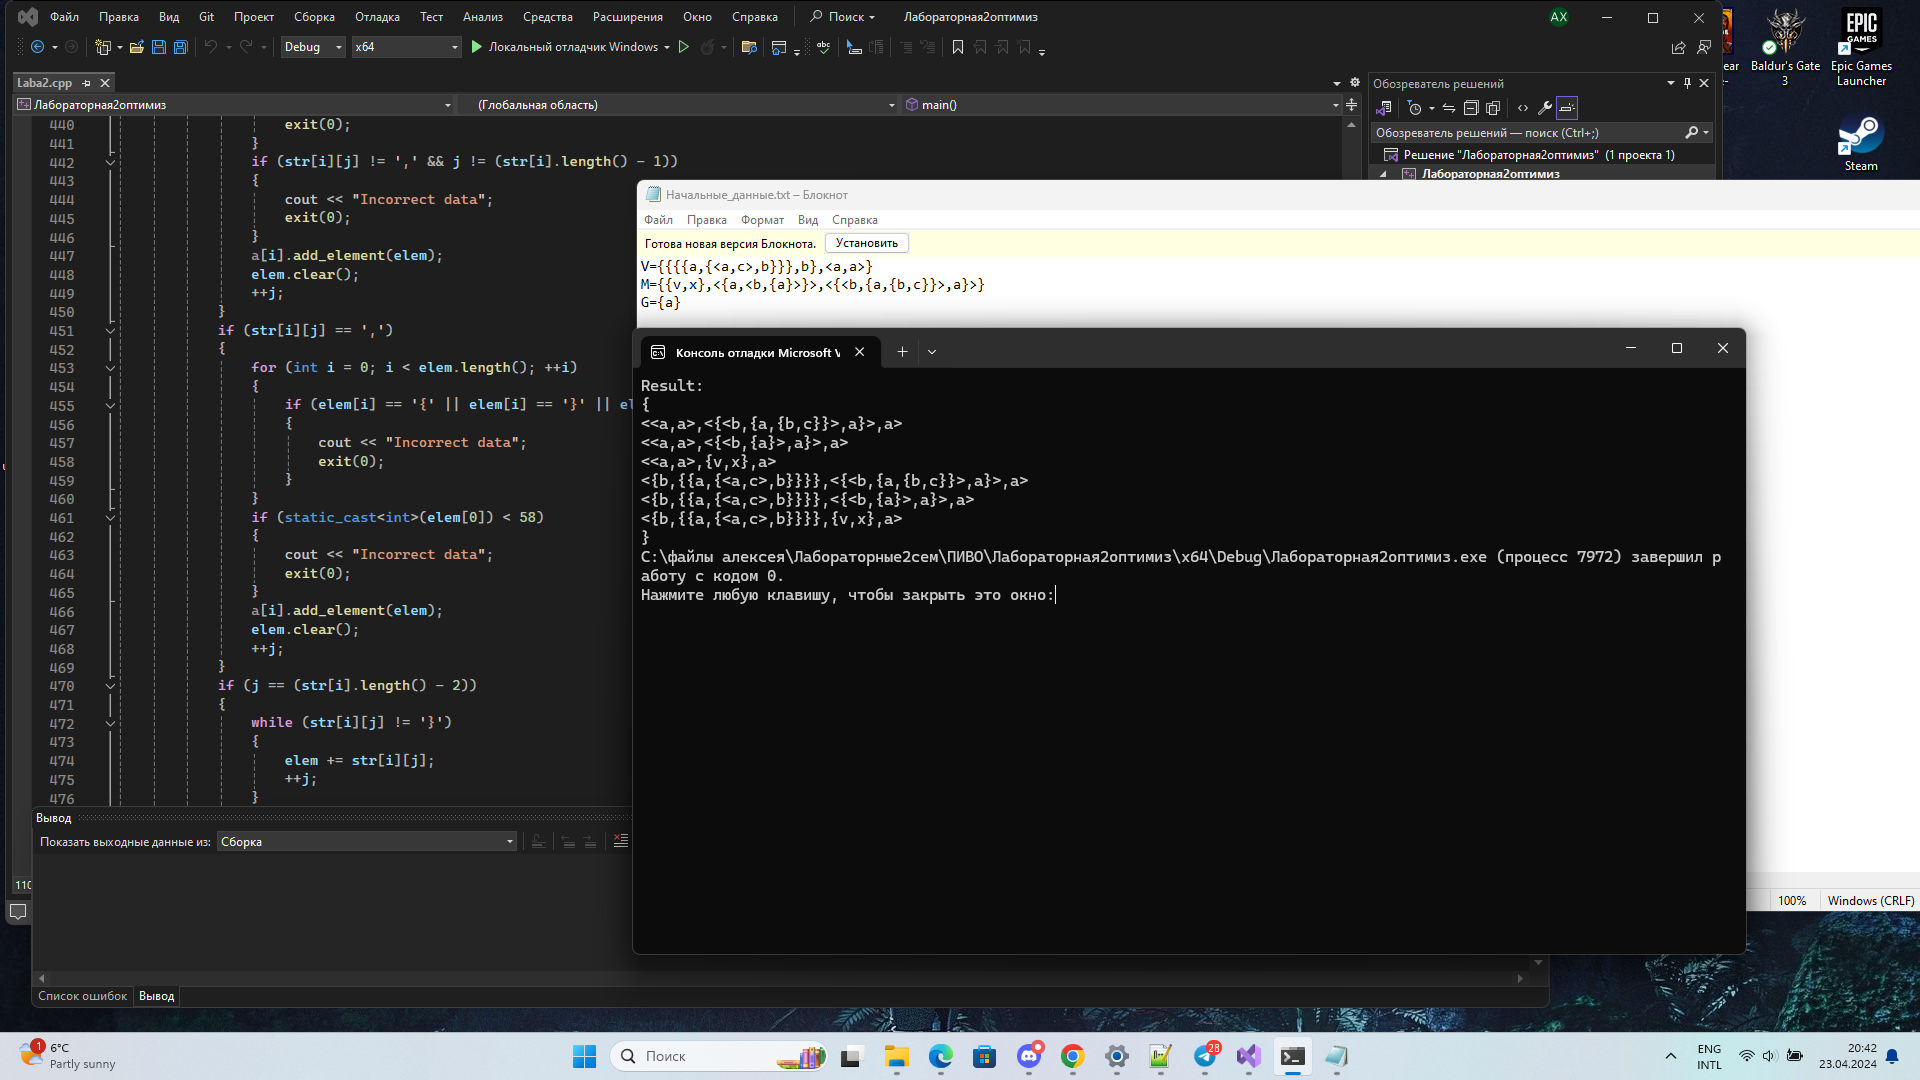 Файл Правка Вид Git Проект Сборка Отладка Тест Анализ Средства Расширения Окно Справка Поиск Лабораторная2оптимиз AX
Debug x64 Локальный отладчик Windows
Laba2.cpp
Лабораторная2оптимиз (Глобальная область) main()
440 exit(0);
441 }
442 if (str[i][j] != ',' && j != (str[i].length() - 1))
443 {
444 cout << "Incorrect data";
445 exit(0);
446 }
447 a[i].add_element(elem);
448 elem.clear();
449 ++j;
450 }
451 if (str[i][j] == ',')
452 {
453 for (int i = 0; i < elem.length(); ++i)
454 {
455 if (elem[i] == '{' || elem[i] == '}' || el
456 {
457 cout << "Incorrect data";
458 exit(0);
459 }
460 }
461 if (static_cast<int>(elem[0]) < 58)
462 {
463 cout << "Incorrect data";
464 exit(0);
465 }
466 a[i].add_element(elem);
467 elem.clear();
468 ++j;
469 }
470 if (j == (str[i].length() - 2))
471 {
472 while (str[i][j] != '}')
473 {
474 elem += str[i][j];
475 ++j;
476 }
110
Вывод
Показать выходные данные из: Сборка
Список ошибок Вывод
Обозреватель решений
Обозреватель решений — поиск (Ctrl+;)
Решение "Лабораторная2оптимиз" (1 проекта 1)
Лабораторная2оптимиз
Начальные_данные.txt – Блокнот
Файл Правка Формат Вид Справка
Готова новая версия Блокнота. Установить
V={{{{a,{<a,c>,b}}},b},<a,a>}
M={{v,x},<{a,<b,{a}>}>,<{<b,{a,{b,c}}>,a}>}
G={a}
100% Windows (CRLF)
Консоль отладки Microsoft V
Result:
{
<<a,a>,<{<b,{a,{b,c}}>,a}>,a>
<<a,a>,<{<b,{a}>,a}>,a>
<<a,a>,{v,x},a>
<{b,{{a,{<a,c>,b}}}},<{<b,{a,{b,c}}>,a}>,a>
<{b,{{a,{<a,c>,b}}}},<{<b,{a}>,a}>,a>
<{b,{{a,{<a,c>,b}}}},{v,x},a>
}
C:\файлы алексея\Лабораторные2сем\ПИВО\Лабораторная2оптимиз\x64\Debug\Лабораторная2оптимиз.exe (процесс 7972) завершил р
аботу с кодом 0.
Нажмите любую клавишу, чтобы закрыть это окно:
Baldur's Gate
3
EPIC
GAMES
Epic Games
Launcher
Steam
1
6°C
Partly sunny
Поиск
28
ENG
INTL
20:42
23.04.2024